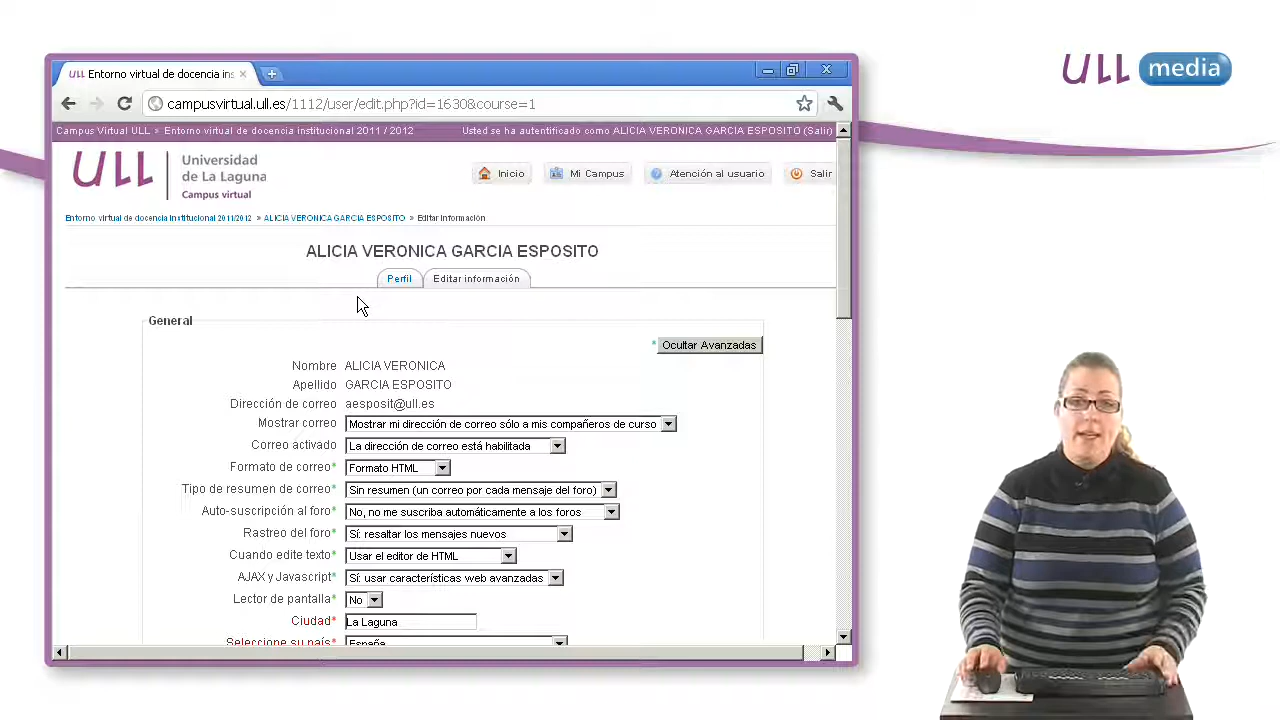 ULL media
ULL Entorno virtual de docencia ins
campusvirtual.ull.es/1112/user/edit.php?id=1630&course=1
Campus Virtual ULL » Entorno virtual de docencia institucional 2011 / 2012
Usted se ha autentificado como ALICIA VERONICA GARCIA ESPOSITO (Salir)
ULL
Universidad
de La Laguna
Campus virtual
Inicio
Mi Campus
Atención al usuario
Salir
Entorno virtual de docencia institucional 2011/2012 » ALICIA VERONICA GARCIA ESPOSITO » Editar información
ALICIA VERONICA GARCIA ESPOSITO
Perfil
Editar información
General
* Ocultar Avanzadas
Nombre ALICIA VERONICA
Apellido GARCIA ESPOSITO
Dirección de correo aesposit@ull.es
Mostrar correo Mostrar mi dirección de correo sólo a mis compañeros de curso
Correo activado La dirección de correo está habilitada
Formato de correo* Formato HTML
Tipo de resumen de correo* Sin resumen (un correo por cada mensaje del foro)
Auto-suscripción al foro* No, no me suscriba automáticamente a los foros
Rastreo del foro* Sí: resaltar los mensajes nuevos
Cuando edite texto* Usar el editor de HTML
AJAX y Javascript* Sí: usar características web avanzadas
Lector de pantalla* No
Ciudad* La Laguna
Seleccione su país* España